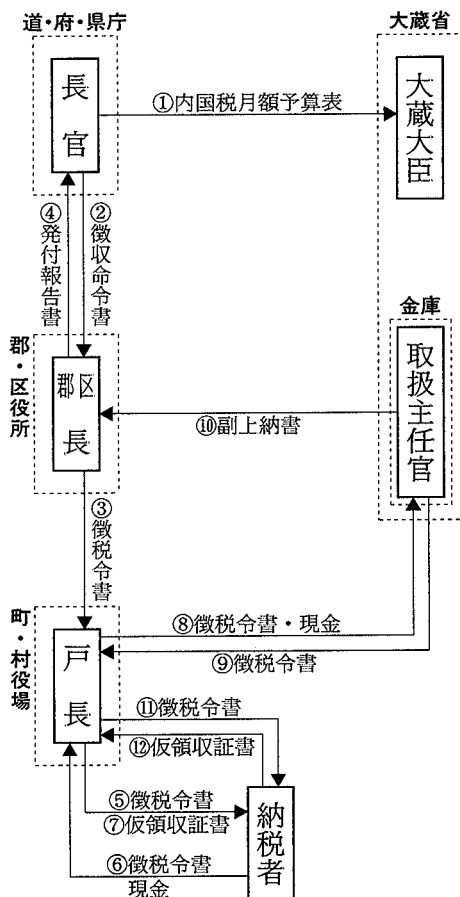 道・府・県庁
大蔵省
長官
①内国税月額予算表
大蔵大臣
④発付報告書
②徴収命令書
金庫
郡・区役所
郡区長
取扱主任官
⑩副上納書
③徴税令書
町・村役場
戸長
⑧徴税令書・現金
⑨徴税令書
⑪徴税令書
⑫仮領収証書
⑤徴税令書
⑦仮領収証書
納税者
⑥徴税令書
現金